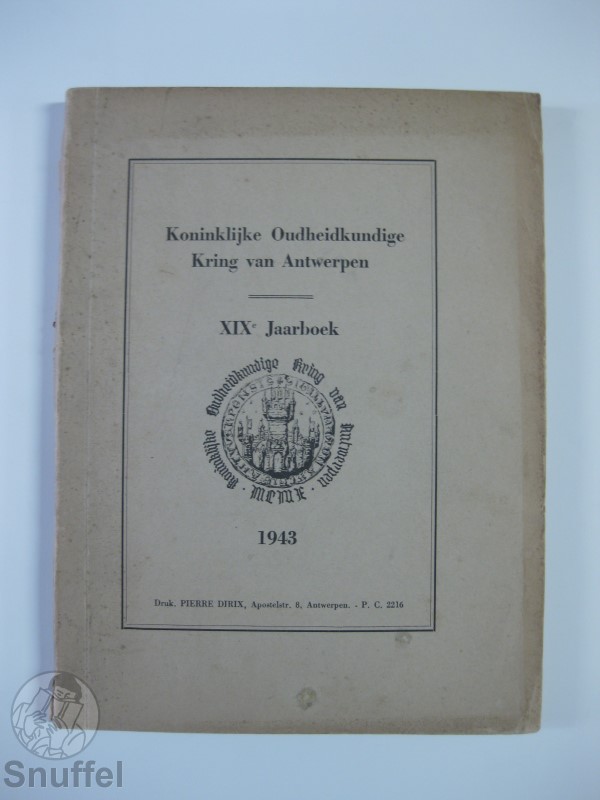 Koninklijke Oudheidkundige
Kring van Antwerpen
XIXe Jaarboek
Koninklijke Oudheidkundige Kring van Antwerpen · MCMX ·
1943
Druk. PIERRE DIRIX, Apostelstr. 8, Antwerpen. - P. C. 2216
Snuffel